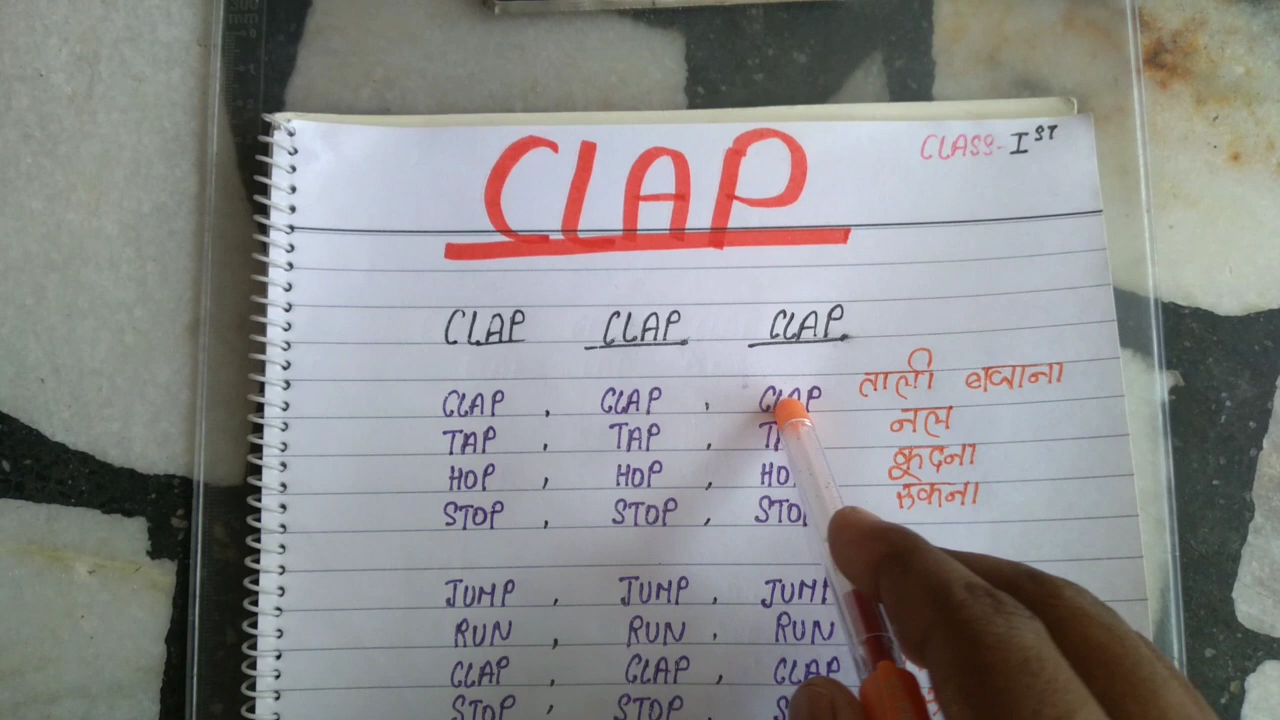 CLAP
CLASS-Iˢᵀ
CLAP CLAP CLAP
CLAP , CLAP , CLAP ताली बजाना
TAP , TAP , नल
HOP , HOP , कूदना
STOP , STOP , रुकना
JUMP , JUMP ,
RUN , RUN , RUN
CLAP , CLAP , CLAP
STOP , STOP ,